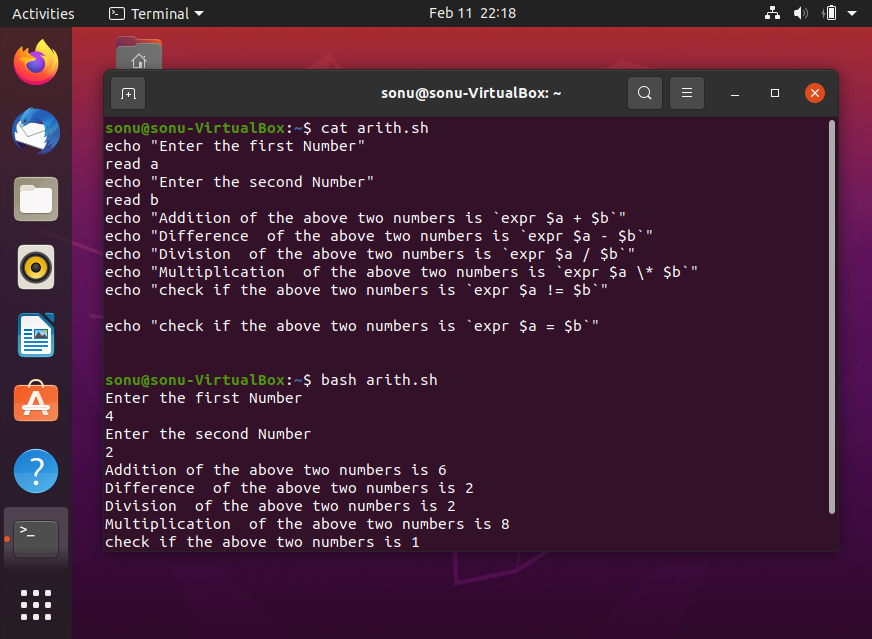 Activities Terminal Feb 11 22:18
sonu@sonu-VirtualBox: ~
sonu@sonu-VirtualBox:~$ cat arith.sh
echo "Enter the first Number"
read a
echo "Enter the second Number"
read b
echo "Addition of the above two numbers is `expr $a + $b`"
echo "Difference  of the above two numbers is `expr $a - $b`"
echo "Division  of the above two numbers is `expr $a / $b`"
echo "Multiplication  of the above two numbers is `expr $a \* $b`"
echo "check if the above two numbers is `expr $a != $b`"
echo "check if the above two numbers is `expr $a = $b`"
sonu@sonu-VirtualBox:~$ bash arith.sh
Enter the first Number
4
Enter the second Number
2
Addition of the above two numbers is 6
Difference  of the above two numbers is 2
Division  of the above two numbers is 2
Multiplication  of the above two numbers is 8
check if the above two numbers is 1